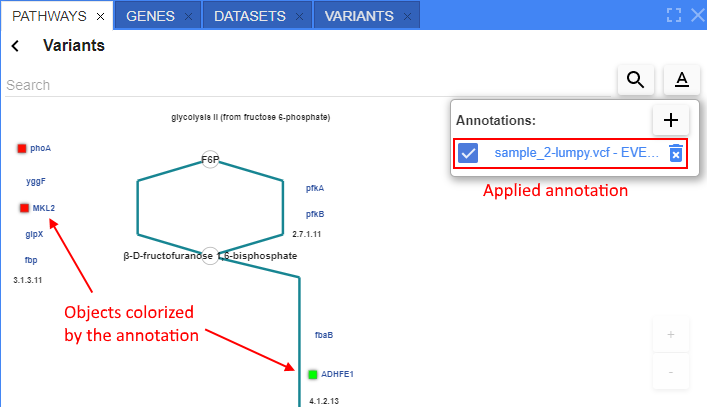 PATHWAYS × GENES × DATASETS × VARIANTS ×
Variants
Search
A
glycolysis II (from fructose 6-phosphate)
Annotations: +
sample_2-lumpy.vcf - EVE...
Applied annotation
phoA
yggF
MKL2
glpX
fbp
3.1.3.11
F6P
pfkA
pfkB
2.7.1.11
β-D-fructofuranose 1,6-bisphosphate
Objects colorized
by the annotation
fbaB
ADHFE1
4.1.2.13
+
-